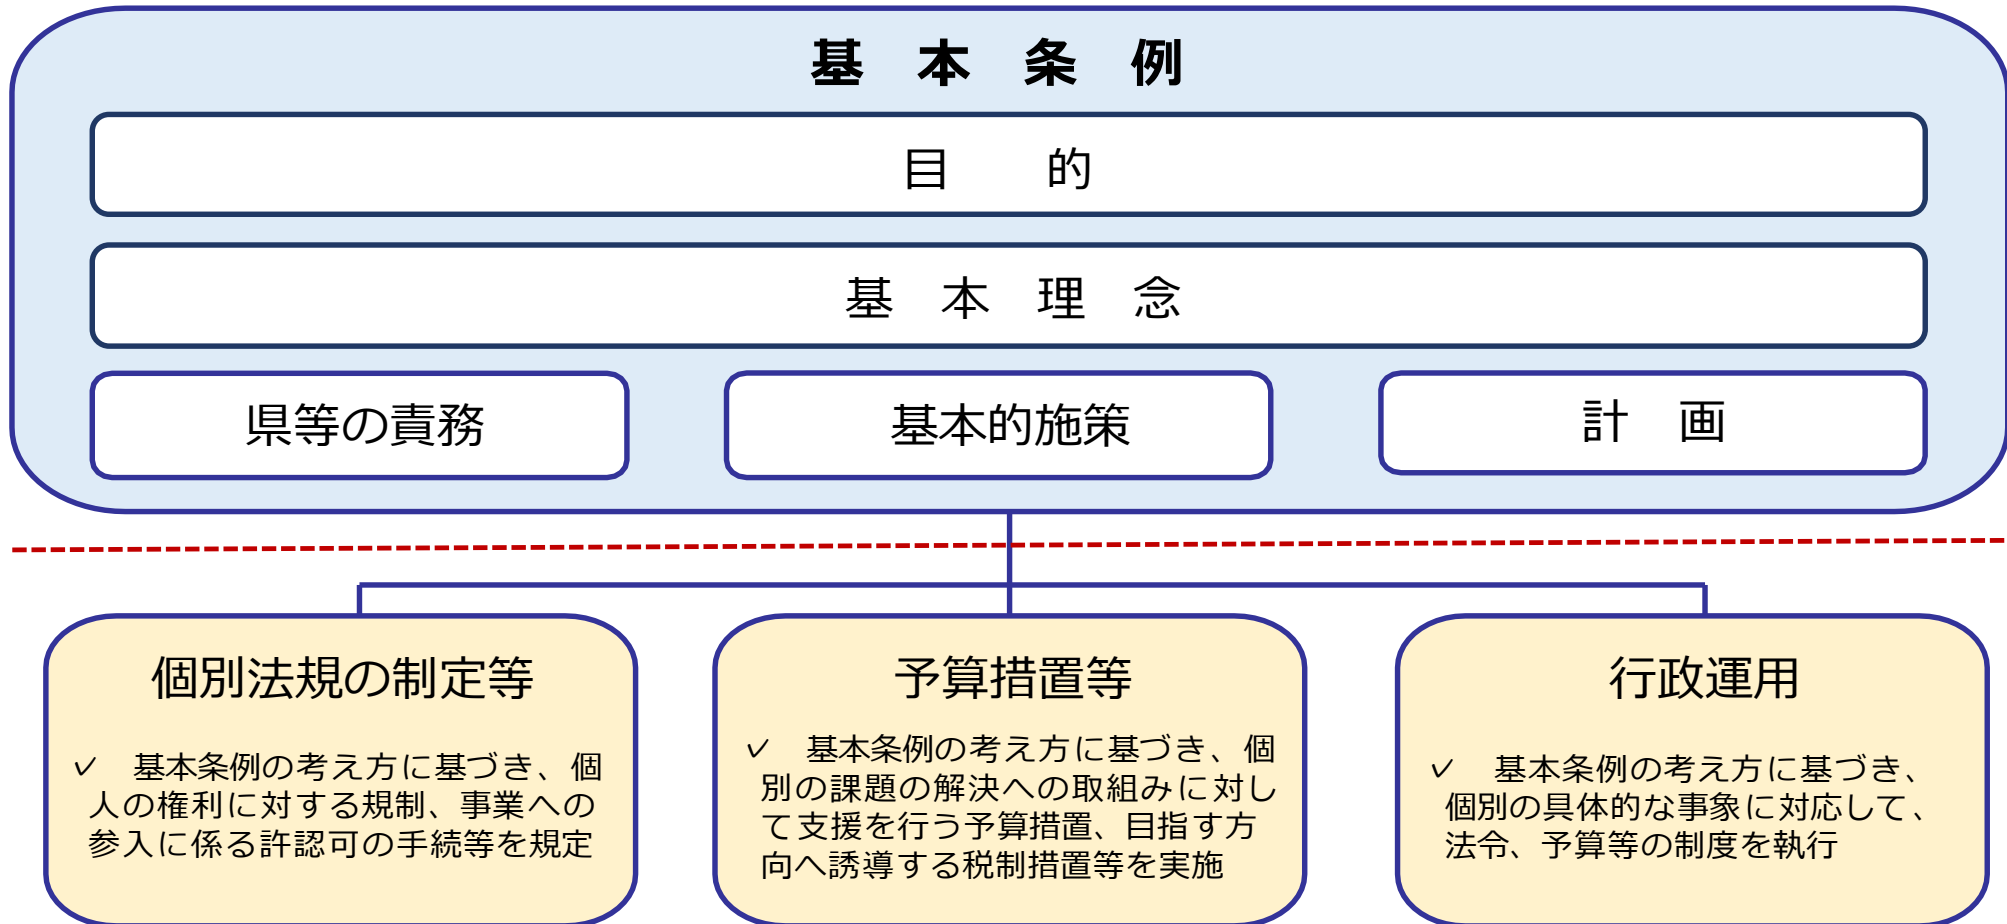 基　本　条　例
目　　的
基　本　理　念
県等の責務
基本的施策
計　画
個別法規の制定等
✓　基本条例の考え方に基づき、個
人の権利に対する規制、事業への
参入に係る許認可の手続等を規定
予算措置等
✓　基本条例の考え方に基づき、個
別の課題の解決への取組みに対し
て支援を行う予算措置、目指す方
向へ誘導する税制措置等を実施
行政運用
✓　基本条例の考え方に基づき、
個別の具体的な事象に対応して、
法令、予算等の制度を執行